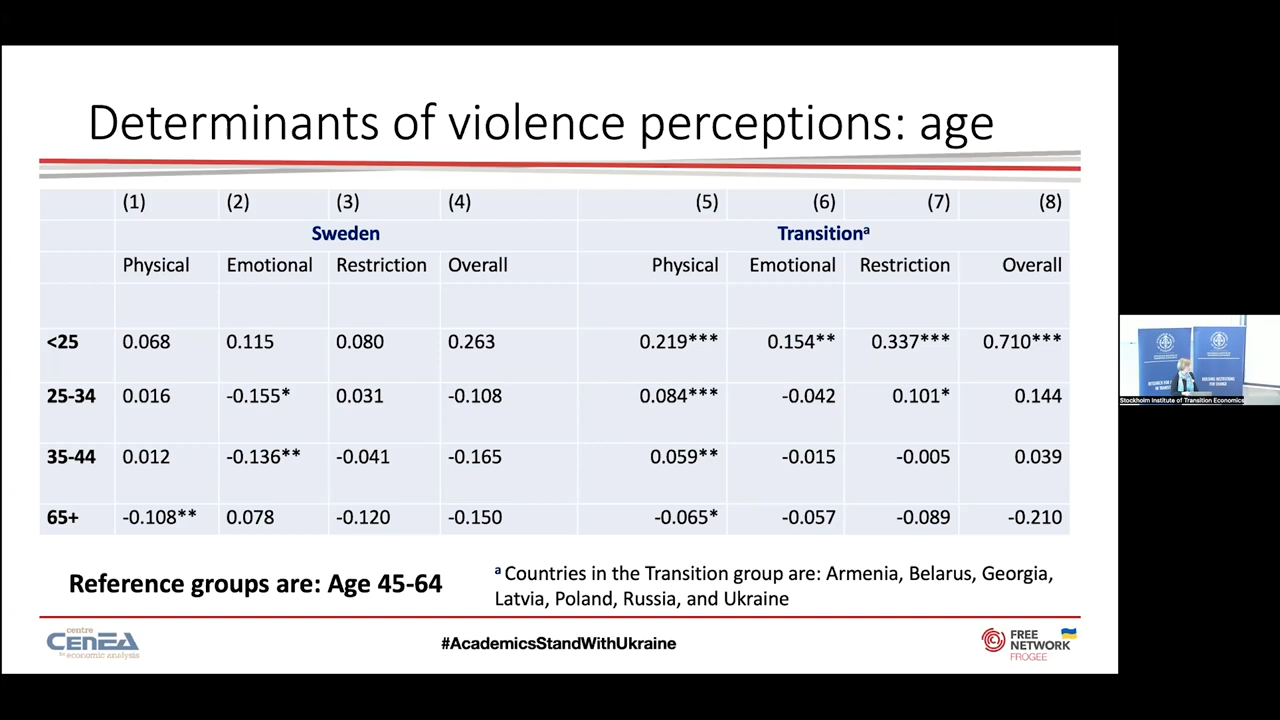 Determinants of violence perceptions: age
(1) (2) (3) (4) (5) (6) (7) (8)
Sweden Transitionª
Physical Emotional Restriction Overall Physical Emotional Restriction Overall
<25 0.068 0.115 0.080 0.263 0.219*** 0.154** 0.337*** 0.710***
25-34 0.016 -0.155* 0.031 -0.108 0.084*** -0.042 0.101* 0.144
35-44 0.012 -0.136** -0.041 -0.165 0.059** -0.015 -0.005 0.039
65+ -0.108** 0.078 -0.120 -0.150 -0.065* -0.057 -0.089 -0.210
Reference groups are: Age 45-64
ª Countries in the Transition group are: Armenia, Belarus, Georgia,
Latvia, Poland, Russia, and Ukraine
centre
CENEA
for economic analysis
#AcademicsStandWithUkraine
FREE
NETWORK
FROGEE
Stockholm Institute of Transition Economics